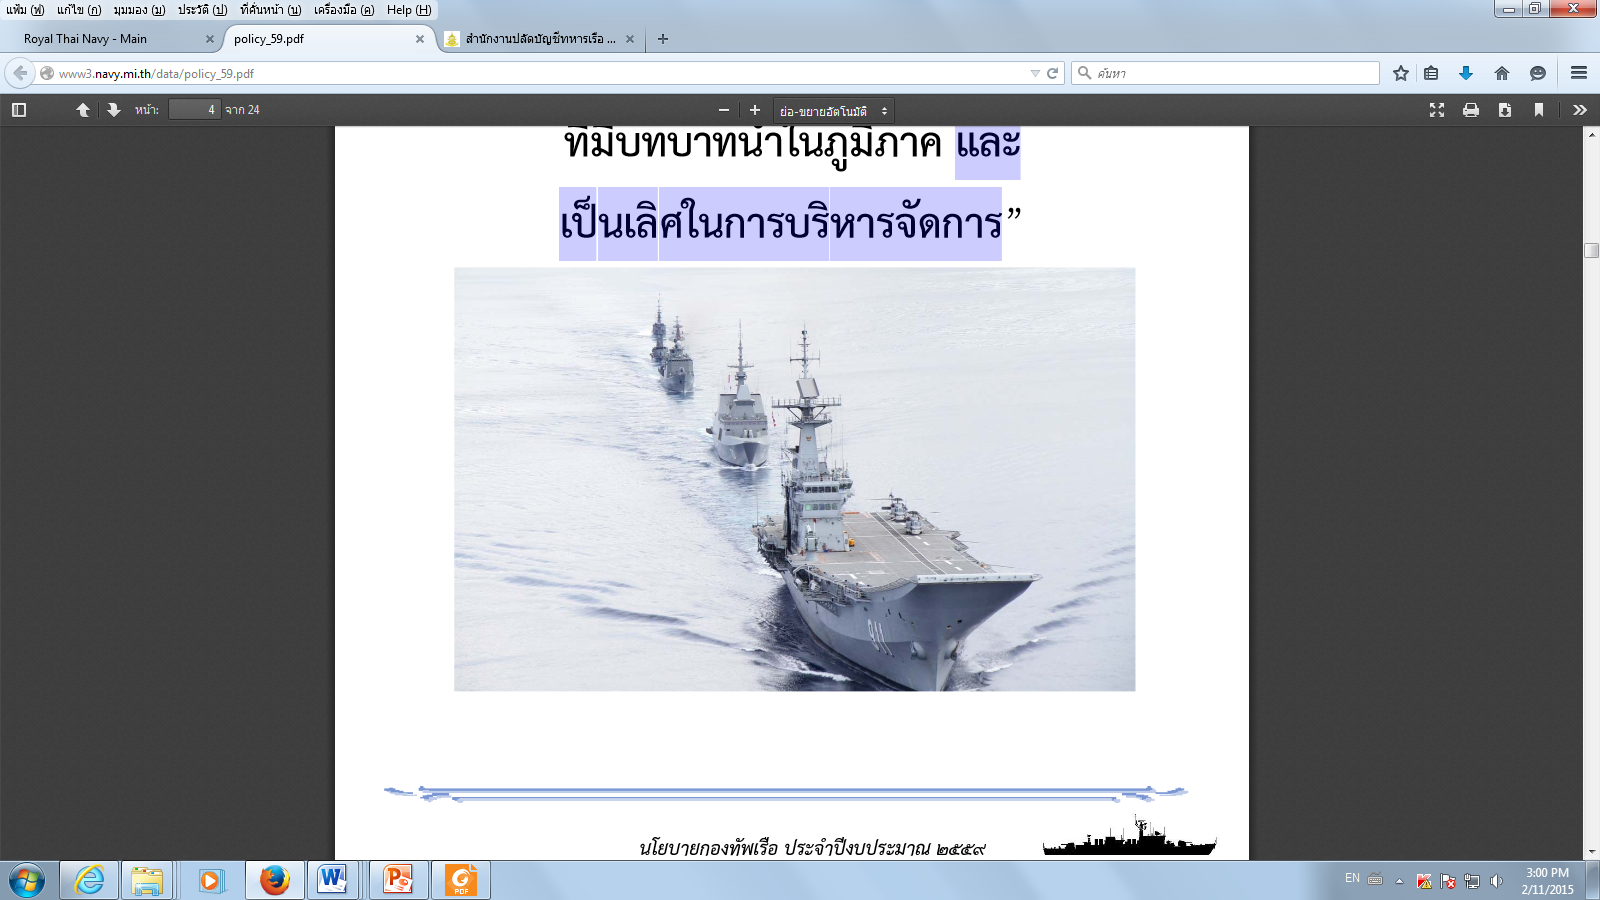 แฟ้ม (ฟ) แก้ไข (ก) มุมมอง (ม) ประวัติ (ป) ที่คั่นหน้า (น) เครื่องมือ (ค) Help (H)
Royal Thai Navy - Main
policy_59.pdf
สำนักงานปลัดบัญชีทหารเรือ ...
www3.navy.mi.th/data/policy_59.pdf
ค้นหา
หน้า: 4 จาก 24
ย่อ-ขยายอัตโนมัติ
ที่มีบทบาทนำในภูมิภาค และ
เป็นเลิศในการบริหารจัดการ”
911
นโยบายกองทัพเรือ ประจำปีงบประมาณ ๒๕๕๙
PDF
EN
3:00 PM
2/11/2015